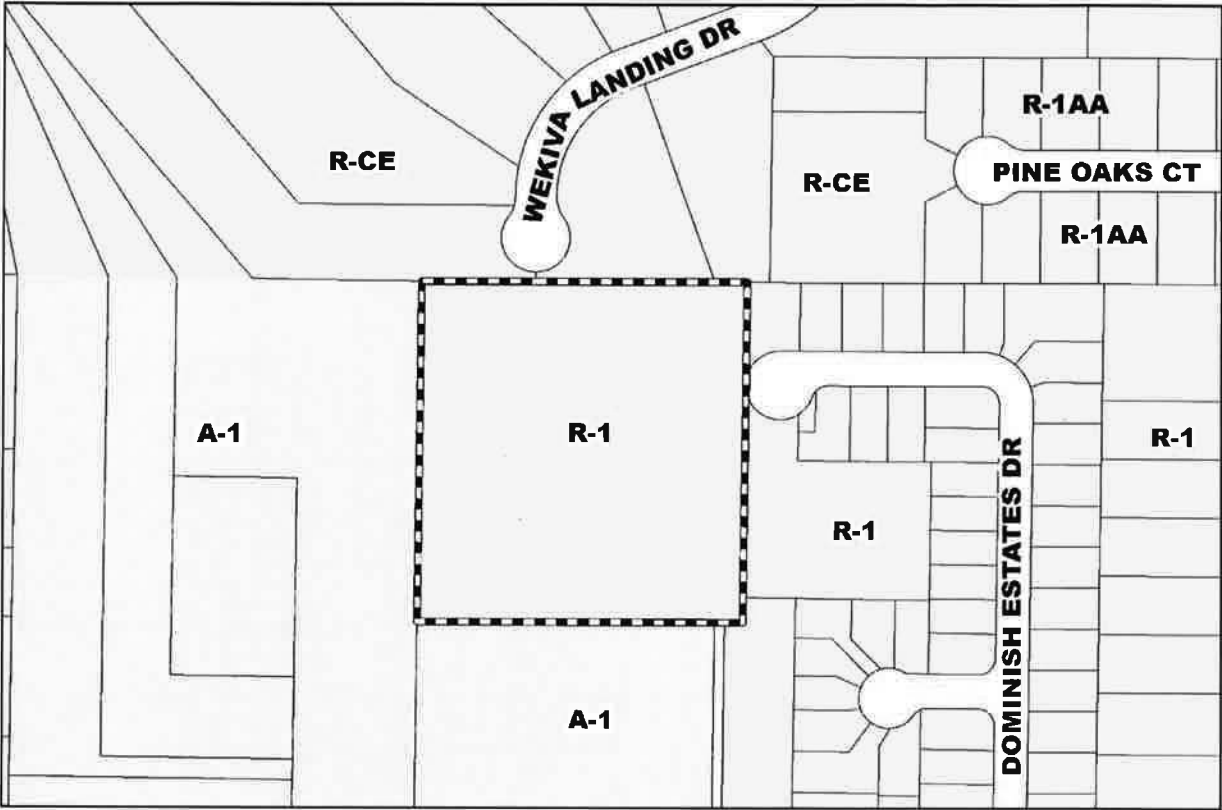 WEKIVA LANDING DR
R-1AA
R-CE
PINE OAKS CT
R-CE
R-1AA
A-1
R-1
R-1
R-1
DOMINISH ESTATES DR
A-1